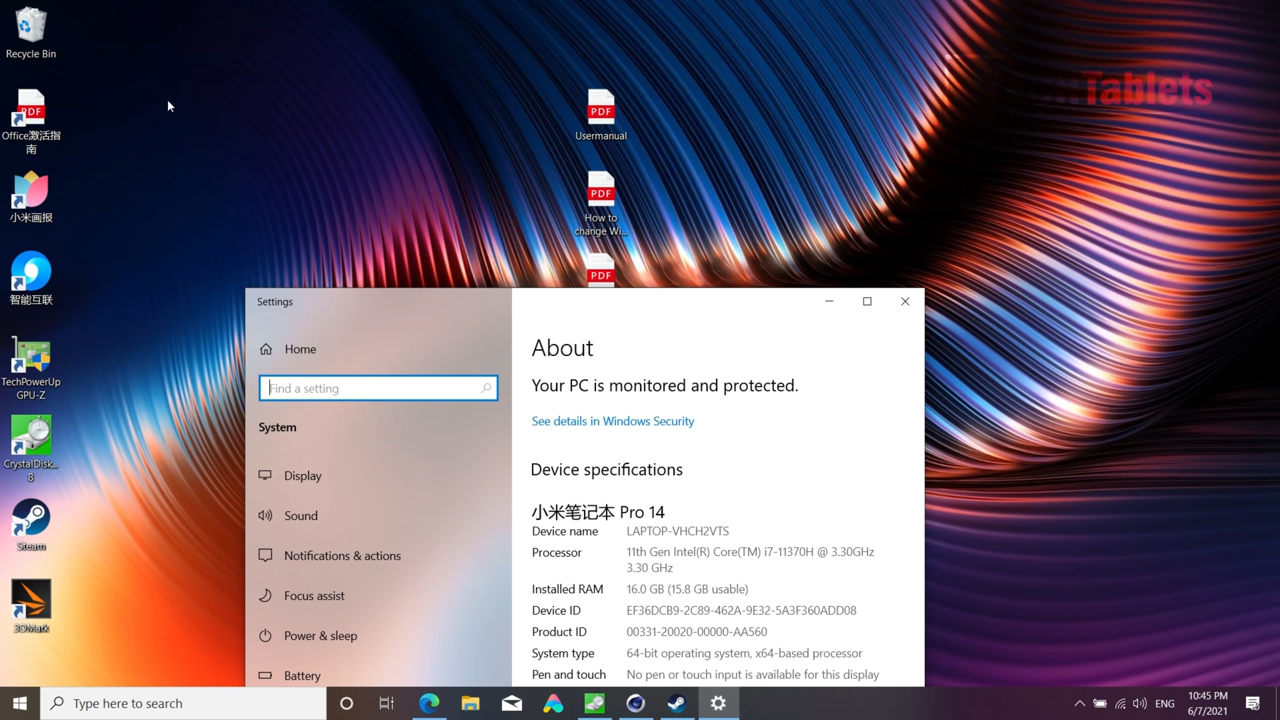 Recycle Bin
Office激活指
南
小米画报
智能互联
TechPowerUp
GPU-Z
CrystalDisk...
8
Steam
3DMark
PDF
PDF
Usermanual
PDF
How to
change Wi...
PDF
Tablets
Settings
Home
Find a setting
System
Display
Sound
Notifications & actions
Focus assist
Power & sleep
Battery
About
Your PC is monitored and protected.
See details in Windows Security
Device specifications
小米笔记本 Pro 14
Device name LAPTOP-VHCH2VTS
Processor 11th Gen Intel(R) Core(TM) i7-11370H @ 3.30GHz
3.30 GHz
Installed RAM 16.0 GB (15.8 GB usable)
Device ID EF36DCB9-2C89-462A-9E32-5A3F360ADD08
Product ID 00331-20020-00000-AA560
System type 64-bit operating system, x64-based processor
Pen and touch No pen or touch input is available for this display
Type here to search
ENG
10:45 PM
6/7/2021